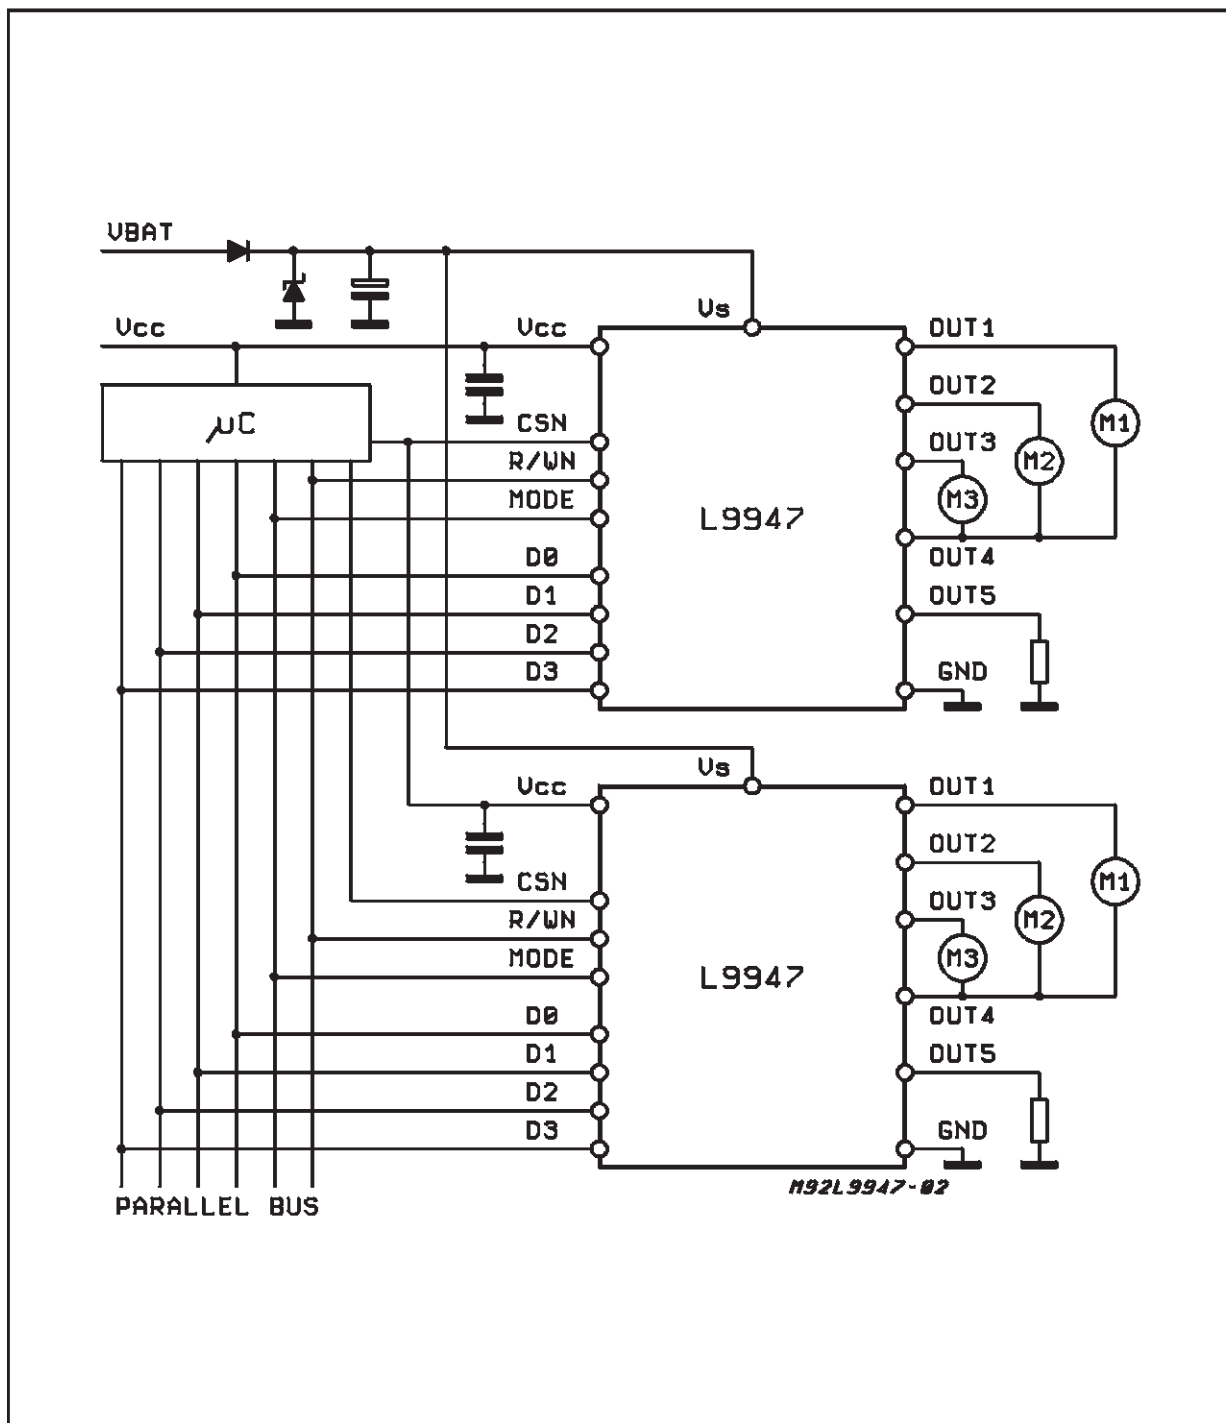 VBAT
Vcc
µC
Vs
Vcc
CSN
R/WN
MODE
D0
D1
D2
D3
L9947
OUT1
OUT2
OUT3
OUT4
OUT5
GND
M1
M2
M3
Vs
Vcc
CSN
R/WN
MODE
D0
D1
D2
D3
L9947
OUT1
OUT2
OUT3
OUT4
OUT5
GND
M1
M2
M3
M92L9947-02
PARALLEL BUS